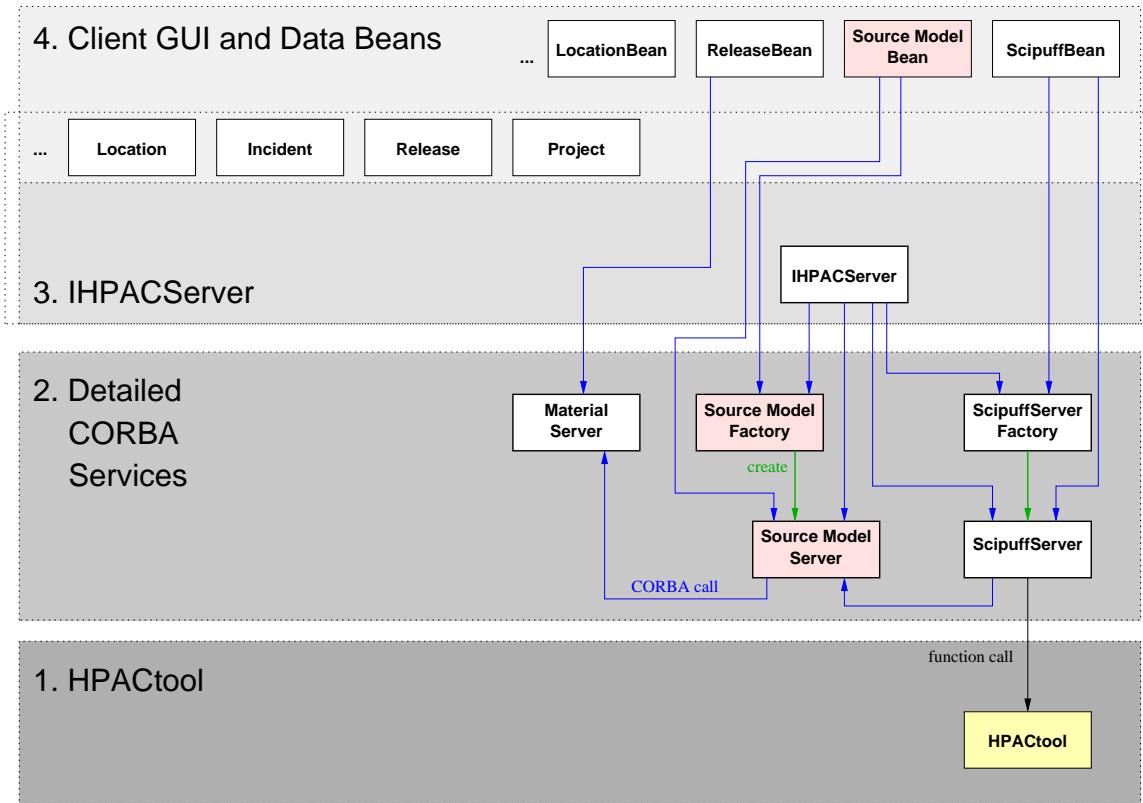 4. Client GUI and Data Beans
...
LocationBean
ReleaseBean
Source Model
Bean
ScipuffBean
...
Location
Incident
Release
Project
3. IHPACServer
IHPACServer
2. Detailed
CORBA
Services
Material
Server
Source Model
Factory
ScipuffServer
Factory
create
Source Model
Server
ScipuffServer
CORBA call
1. HPACtool
function call
HPACtool